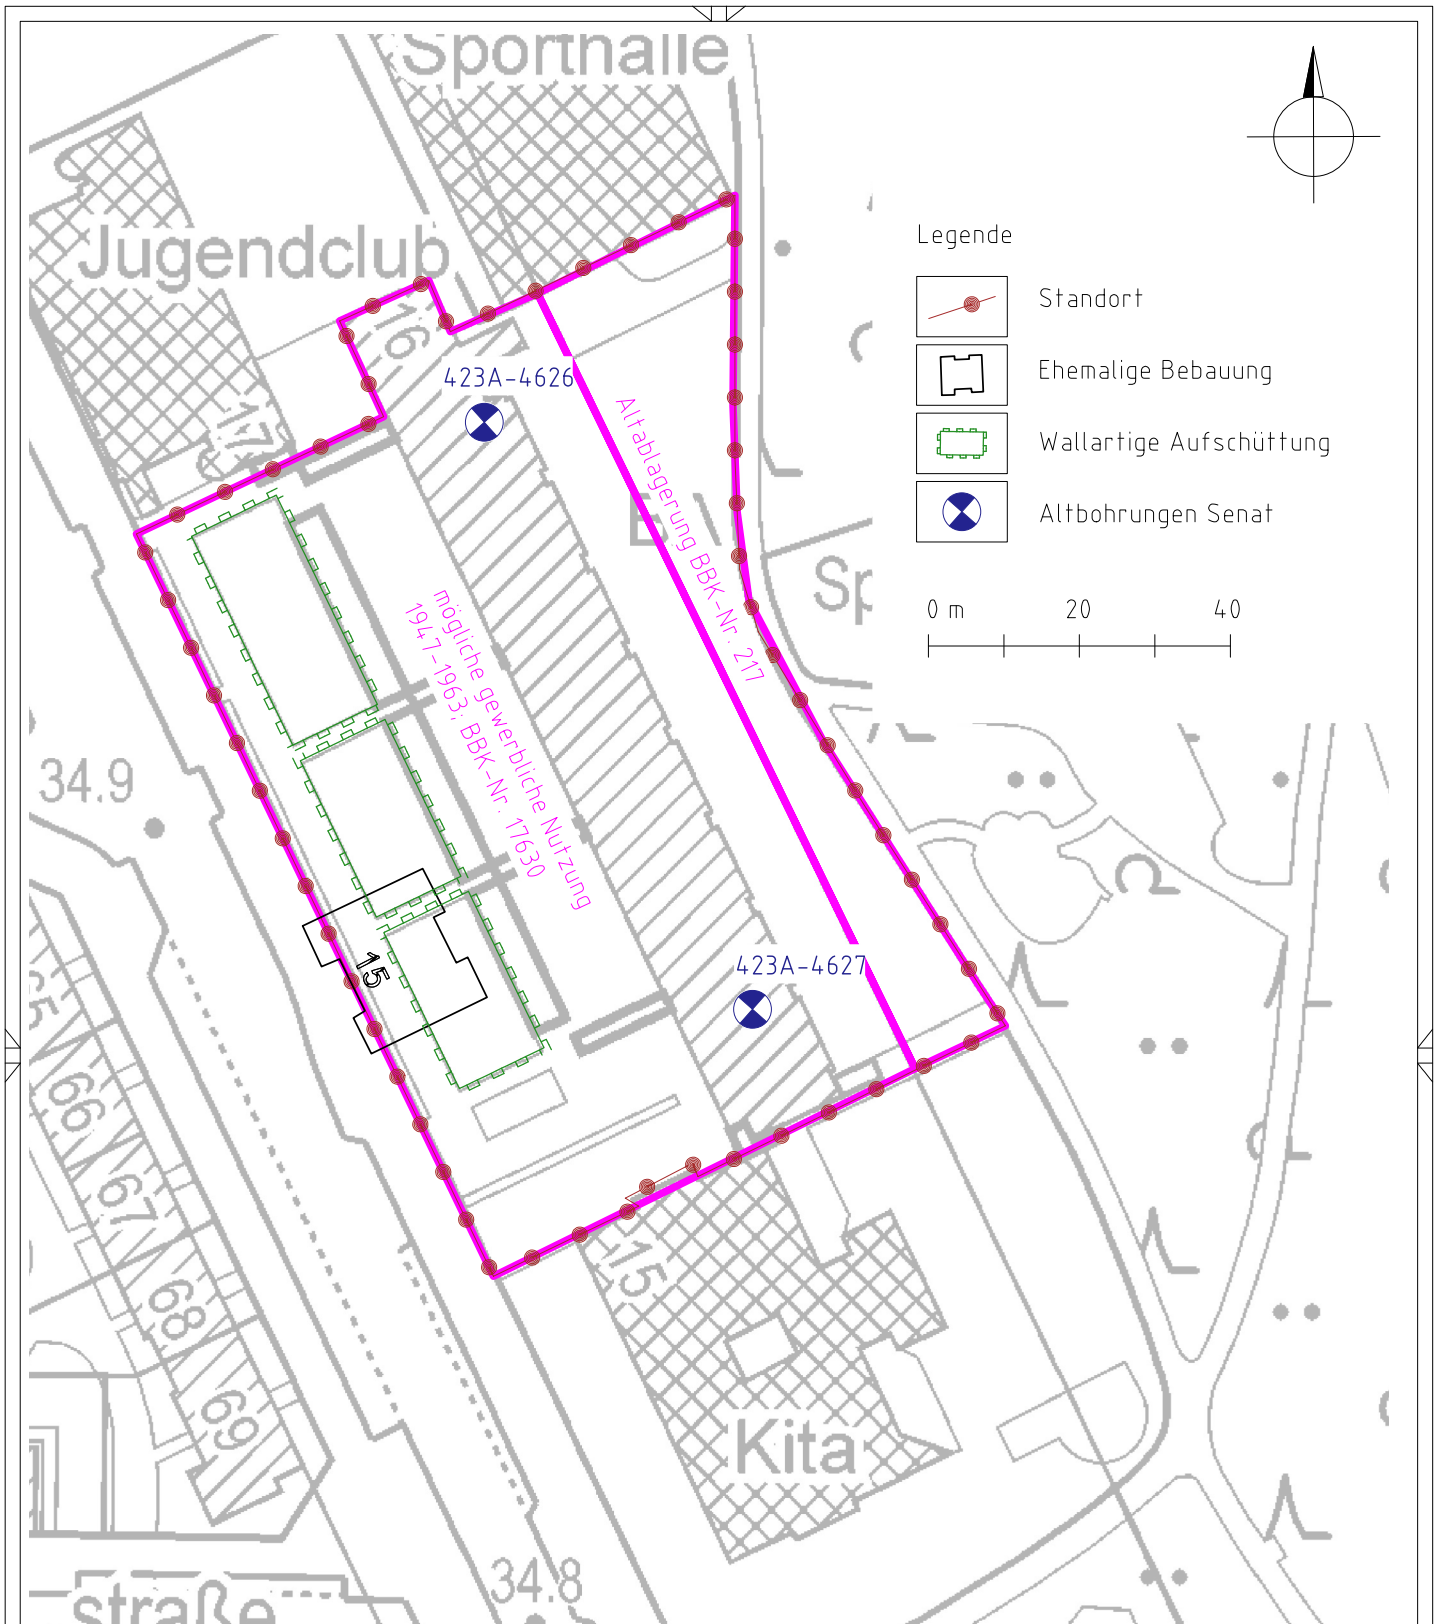 Sporthalle
Jugendclub
16
17
Legende
Standort
Ehemalige Bebauung
Wallartige Aufschüttung
Altbohrungen Senat
0 m 20 40
423A-4626
Altablagerung BBK-Nr. 217
mögliche gewerbliche Nutzung
1947-1963; BBK-Nr. 17630
Sp
34.9
423A-4627
15
65
66
67
68
69
15
Kita
34.8
straße